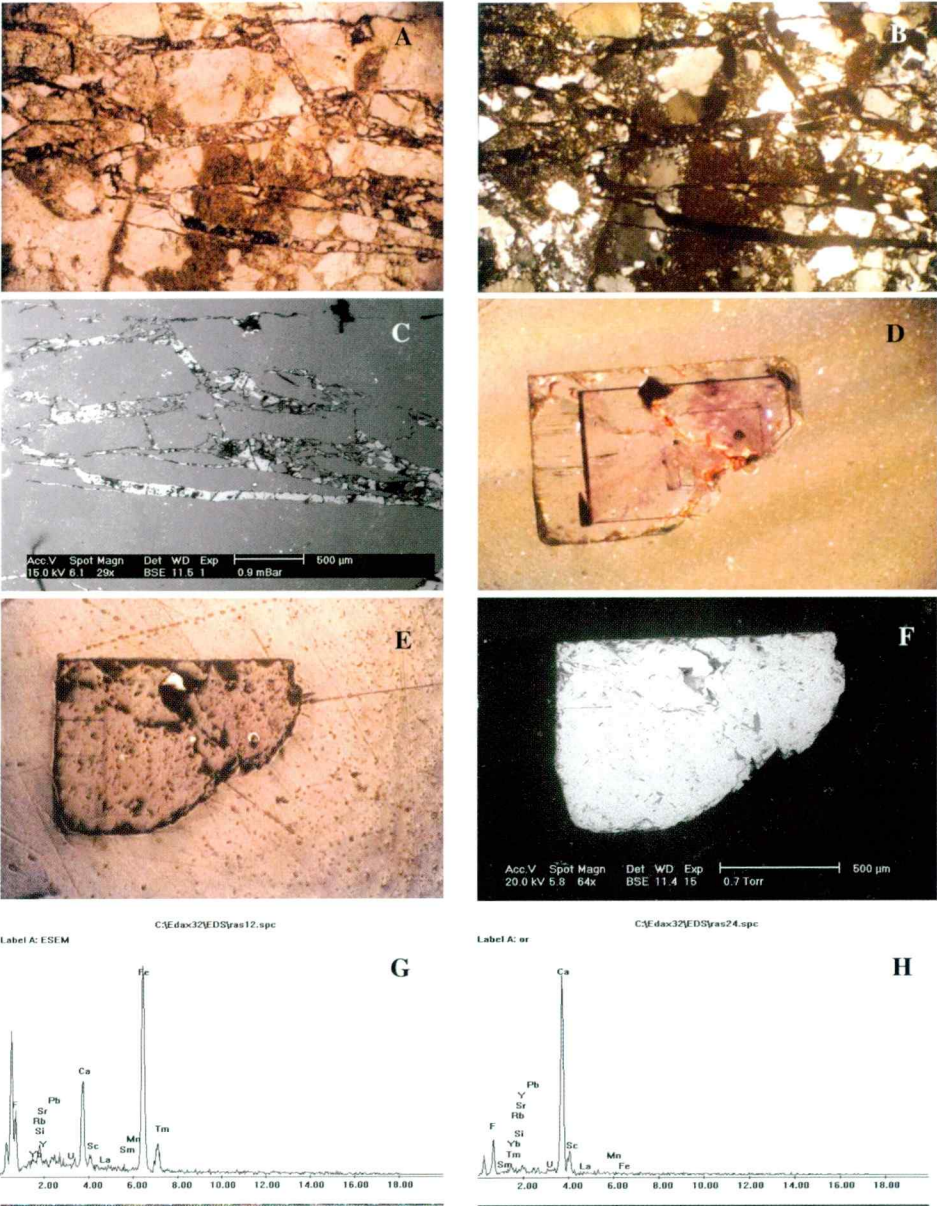 A
B
C
Acc.V Spot Magn Det WD Exp 500 µm
15.0 kV 6.1 29x BSE 11.5 1 0.9 mBar
D
E
F
Acc.V Spot Magn Det WD Exp 500 µm
20.0 kV 5.8 64x BSE 11.4 15 0.7 Torr
C:\Edax32\EDS\ras12.spc
Label A: ESEM
G
Fe
Ca
F
Pb
Sr
Rb
Si
Y
Yb
U
Sc
La
Sm
Mn
Tm
2.00 4.00 6.00 8.00 10.00 12.00 14.00 16.00 18.00
C:\Edax32\EDS\ras24.spc
Label A: or
H
Ca
Pb
Y
Sr
Rb
F
Si
Yb
Tm
Sm
U
Sc
La
Mn
Fe
2.00 4.00 6.00 8.00 10.00 12.00 14.00 16.00 18.00